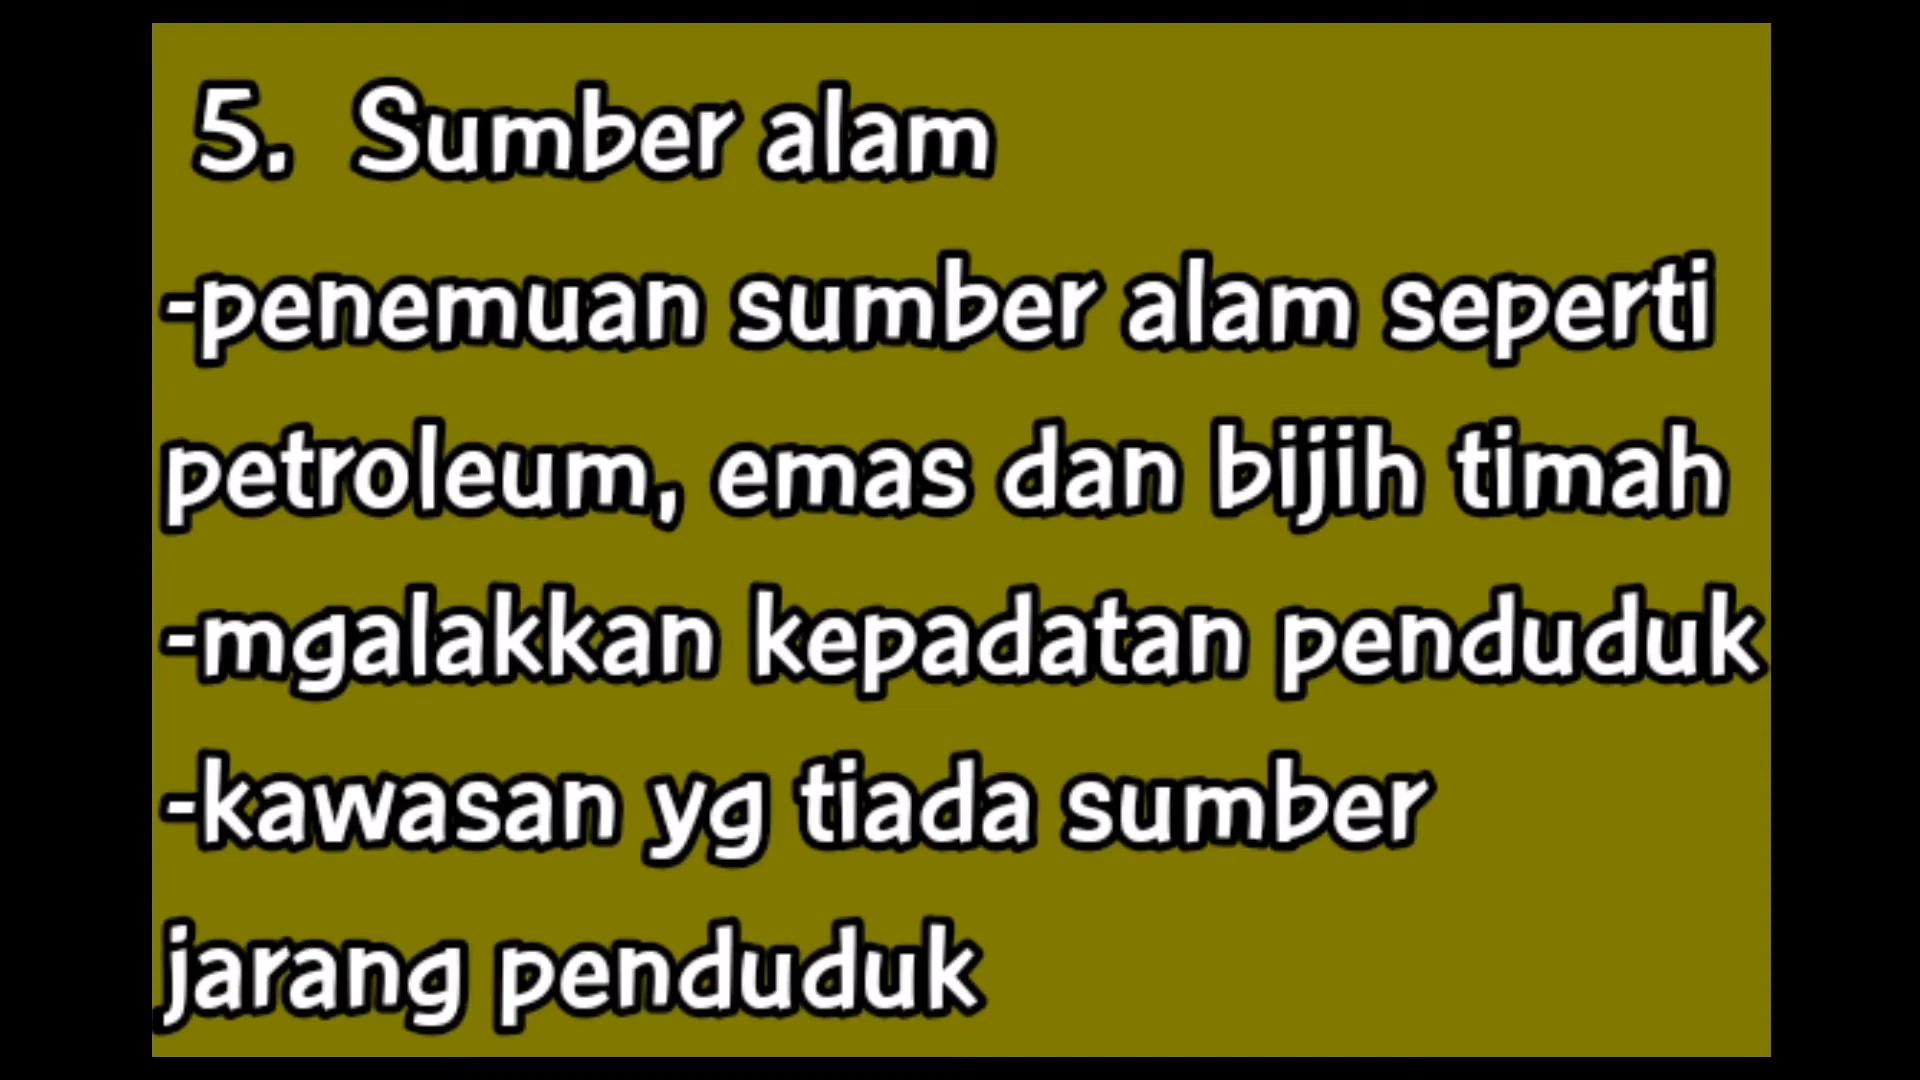 5. Sumber alam
-penemuan sumber alam seperti
petroleum, emas dan bijih timah
-mgalakkan kepadatan penduduk
-kawasan yg tiada sumber
jarang penduduk